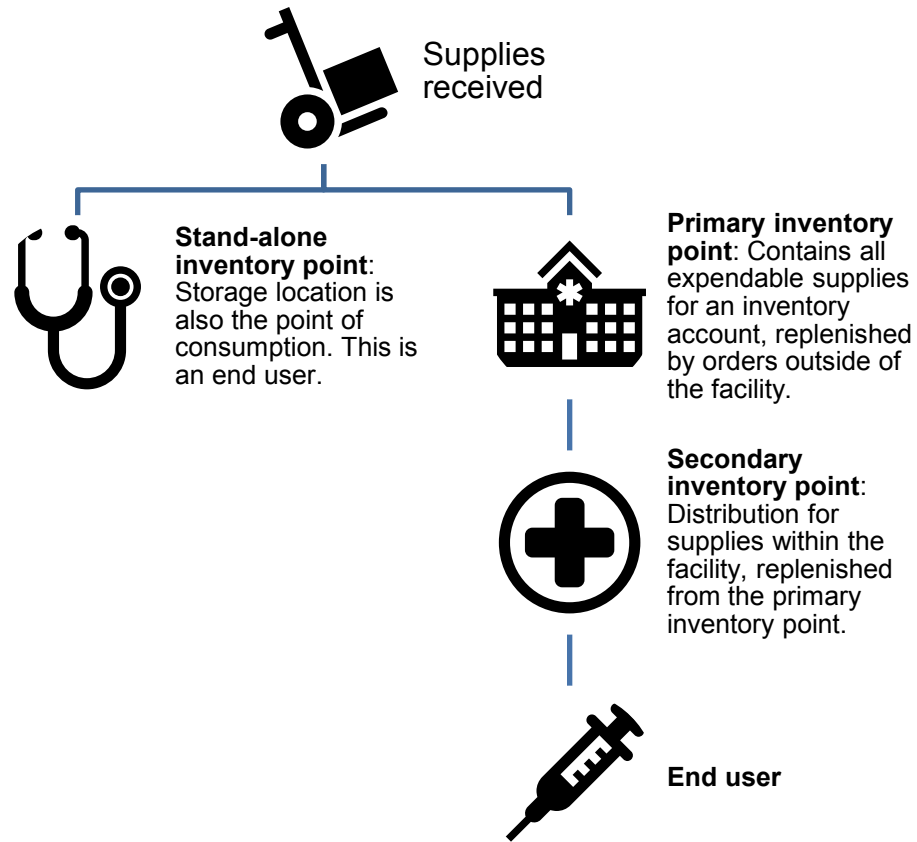 Supplies
received
Stand-alone
inventory point:
Storage location is
also the point of
consumption. This is
an end user.
Primary inventory
point: Contains all
expendable supplies
for an inventory
account, replenished
by orders outside of
the facility.
Secondary
inventory point:
Distribution for
supplies within the
facility, replenished
from the primary
inventory point.
End user